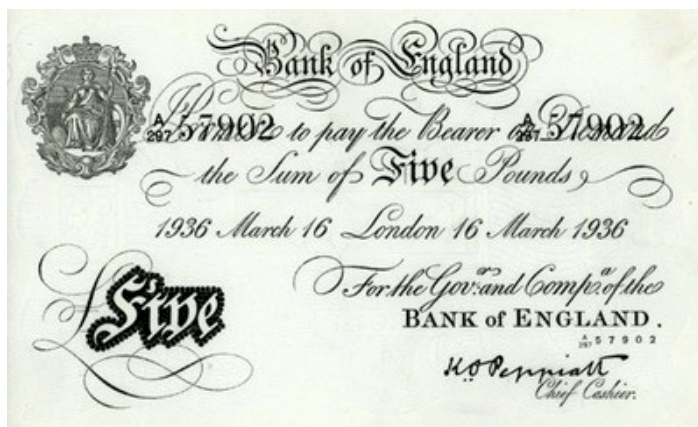 Bank of England
A/297 57902 I Promise to pay the Bearer on Demand A/297 57902
the Sum of Five Pounds
1936 March 16 London 16 March 1936
For the Govr. and Compa. of the
BANK of ENGLAND.
A/297 57902
£Five
K. O. Peppiatt
Chief Cashier.